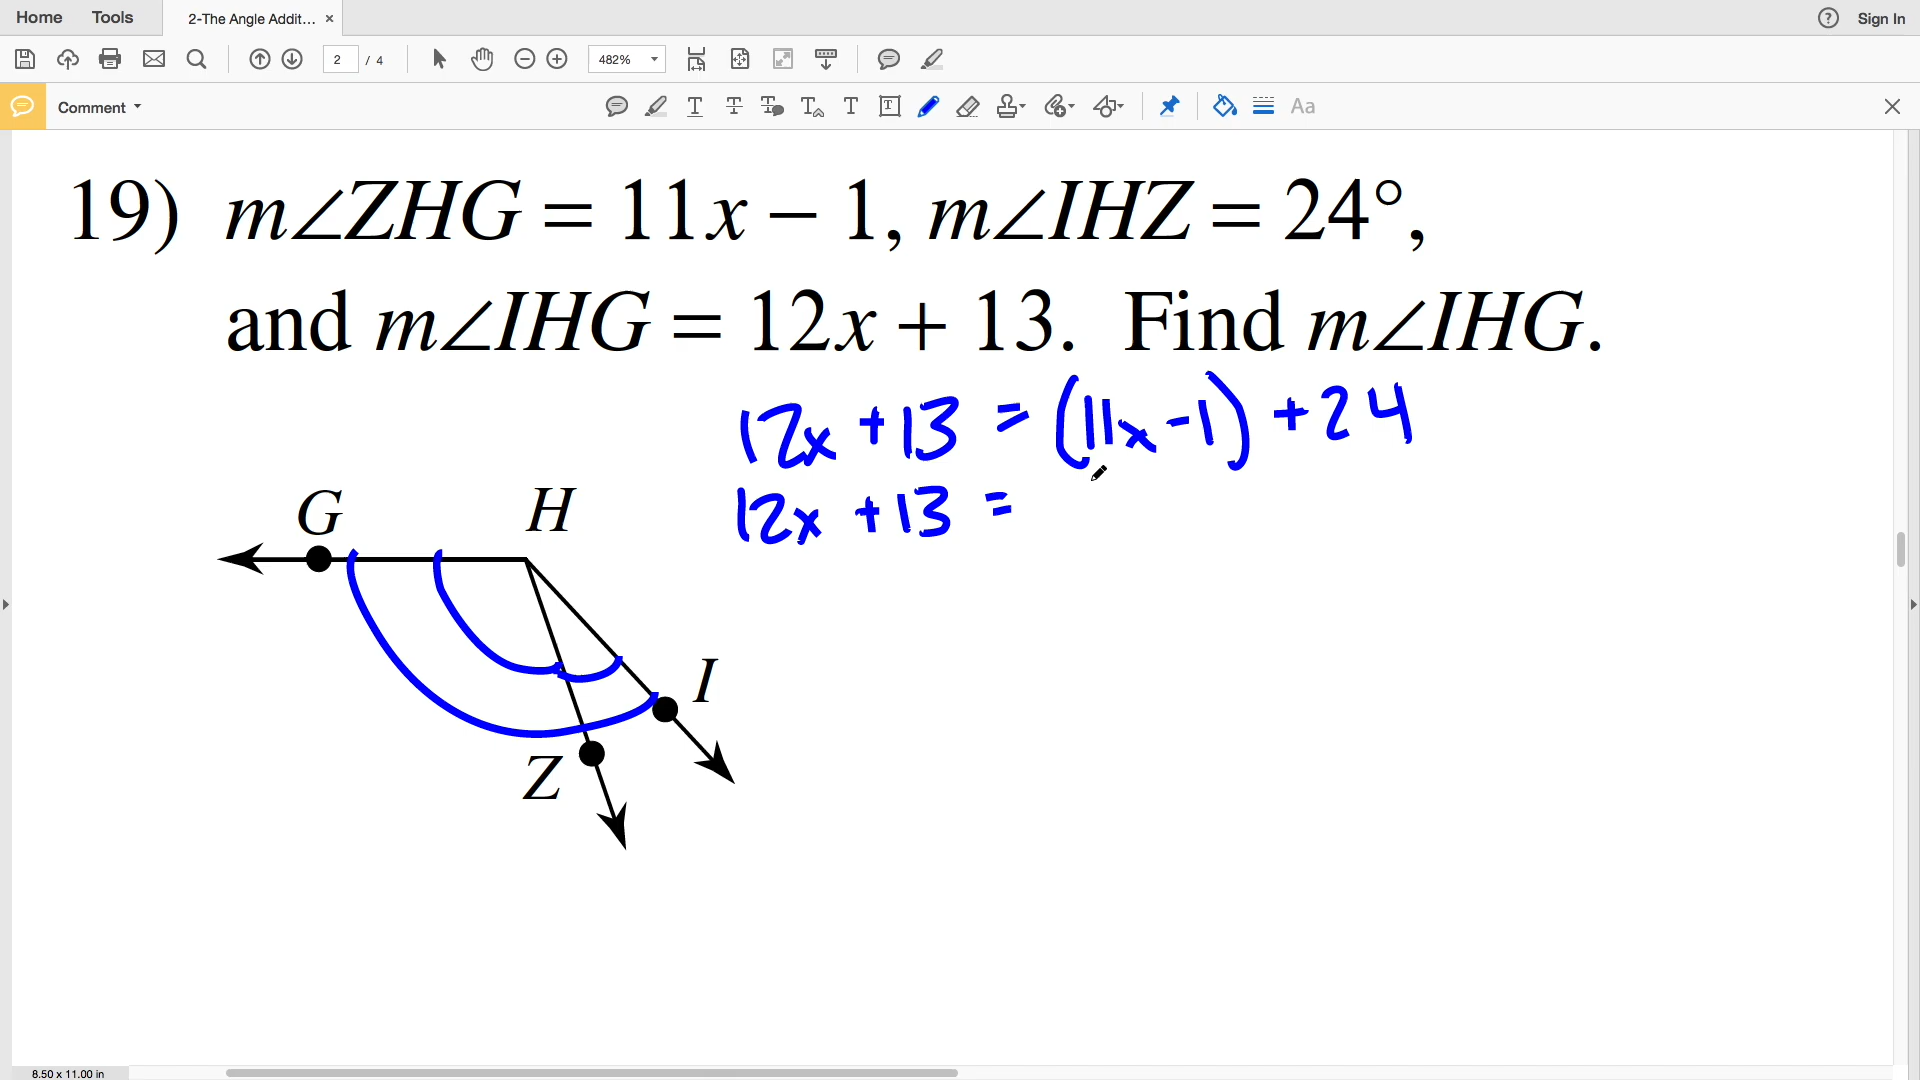 Home Tools 2-The Angle Addit... × ? Sign In
2 / 4 482%
Comment T T T T T T Aa
19) m∠ZHG = 11x − 1, m∠IHZ = 24°,
and m∠IHG = 12x + 13. Find m∠IHG.
12x + 13 = (11x - 1) + 24
12x + 13 =
G H
I
Z
8.50 x 11.00 in